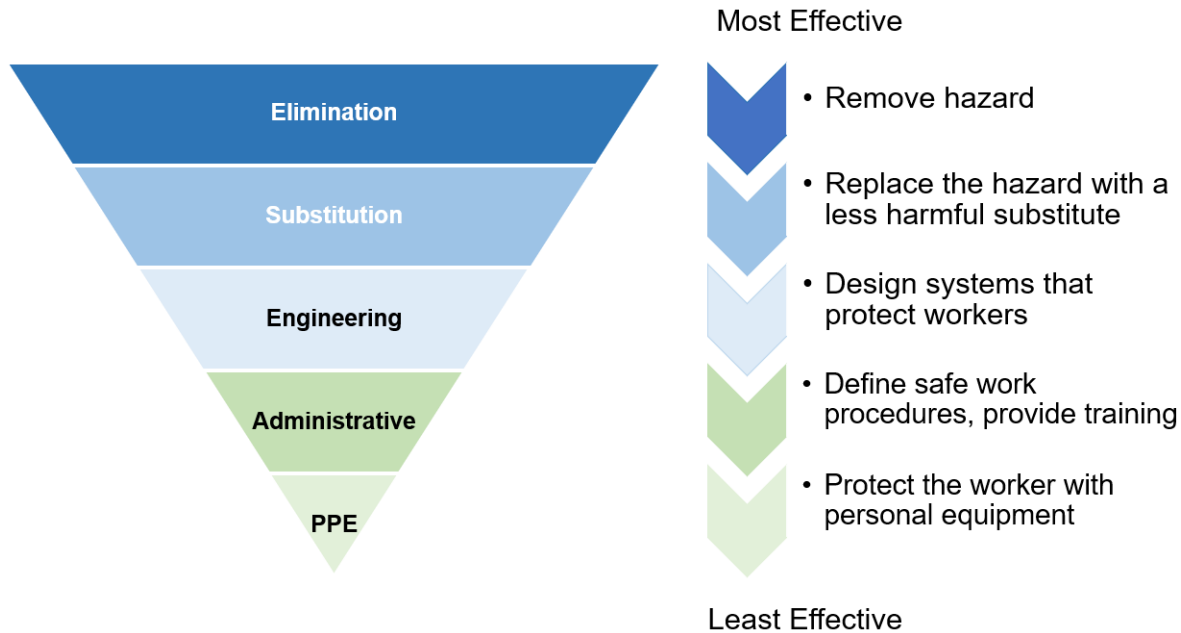 Most Effective
Elimination
Substitution
Engineering
Administrative
PPE
• Remove hazard
• Replace the hazard with a
less harmful substitute
• Design systems that
protect workers
• Define safe work
procedures, provide training
• Protect the worker with
personal equipment
Least Effective